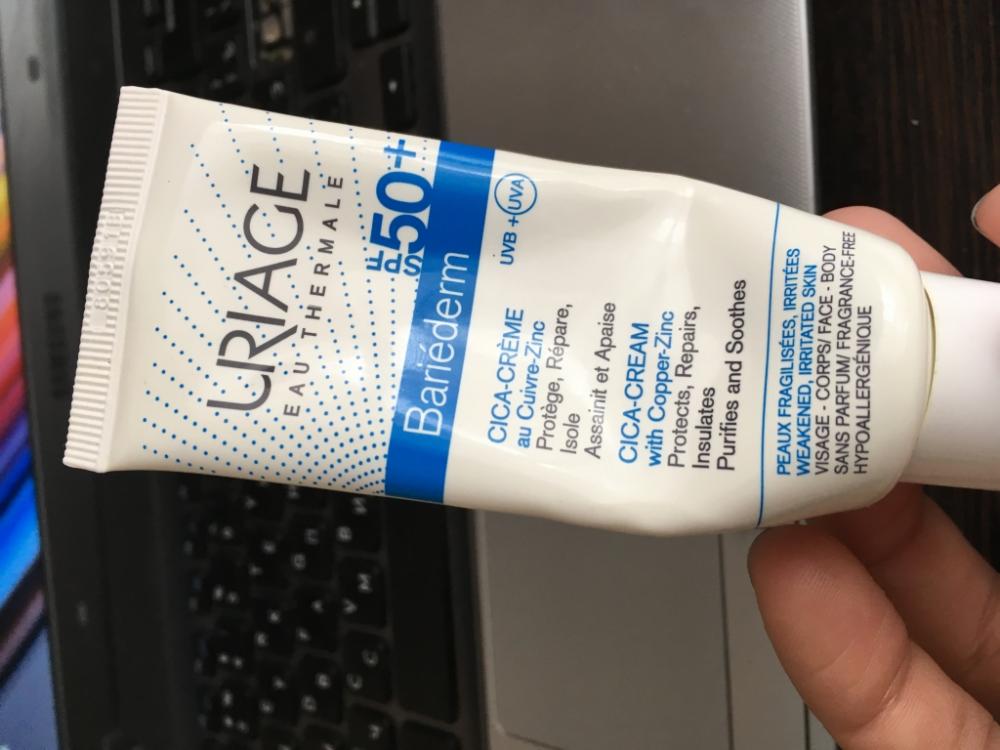 URIAGE
EAU THERMALE
SPF
50+
Bariéderm
UVB + UVA
CICA-CRÈME
au Cuivre-Zinc
Protège, Répare,
Isole
Assainit et Apaise
CICA-CREAM
with Copper-Zinc
Protects, Repairs,
Insulates
Purifies and Soothes
PEAUX FRAGILISÉES, IRRITÉES
WEAKENED, IRRITATED SKIN
VISAGE - CORPS/ FACE - BODY
SANS PARFUM/ FRAGRANCE-FREE
HYPOALLERGÉNIQUE